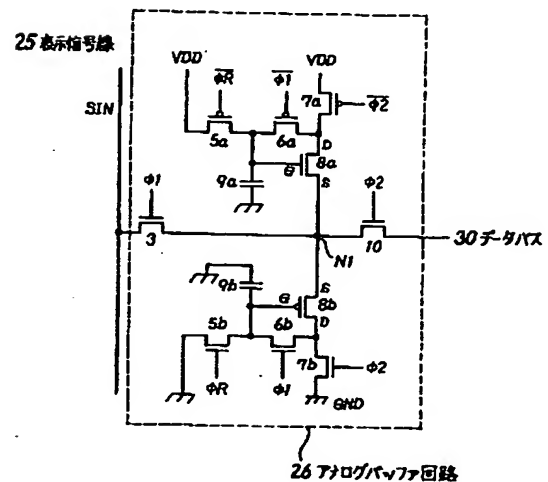 25 表示信号線
VDD
VDD
SIN
φR
φ1
φ2
5a
6a
7a
D
G
8a
S
9a
φ1
3
φ2
10
30 データバス
N1
9b
S
G
8b
D
5b
6b
7b
φ2
φR
φ1
GND
26 アナログバッファ回路